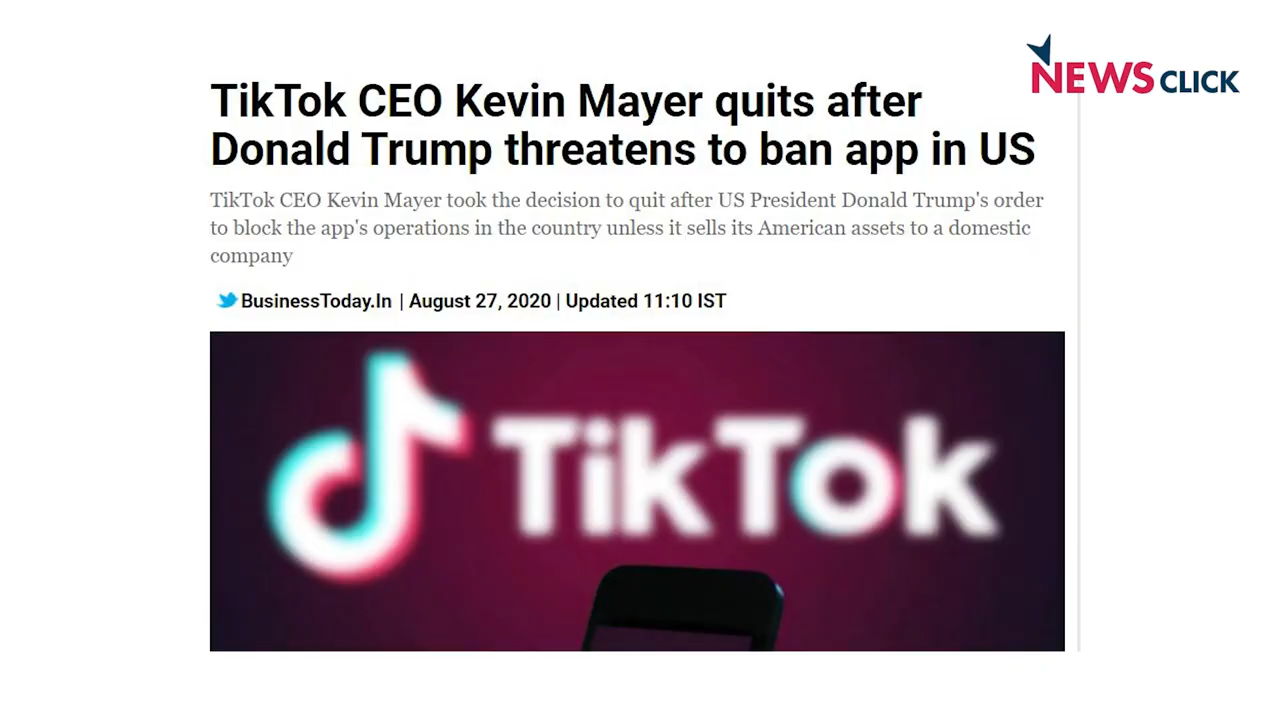 NEWSCLICK
TikTok CEO Kevin Mayer quits after
Donald Trump threatens to ban app in US
TikTok CEO Kevin Mayer took the decision to quit after US President Donald Trump's order
to block the app's operations in the country unless it sells its American assets to a domestic
company
BusinessToday.In | August 27, 2020 | Updated 11:10 IST
TikTok